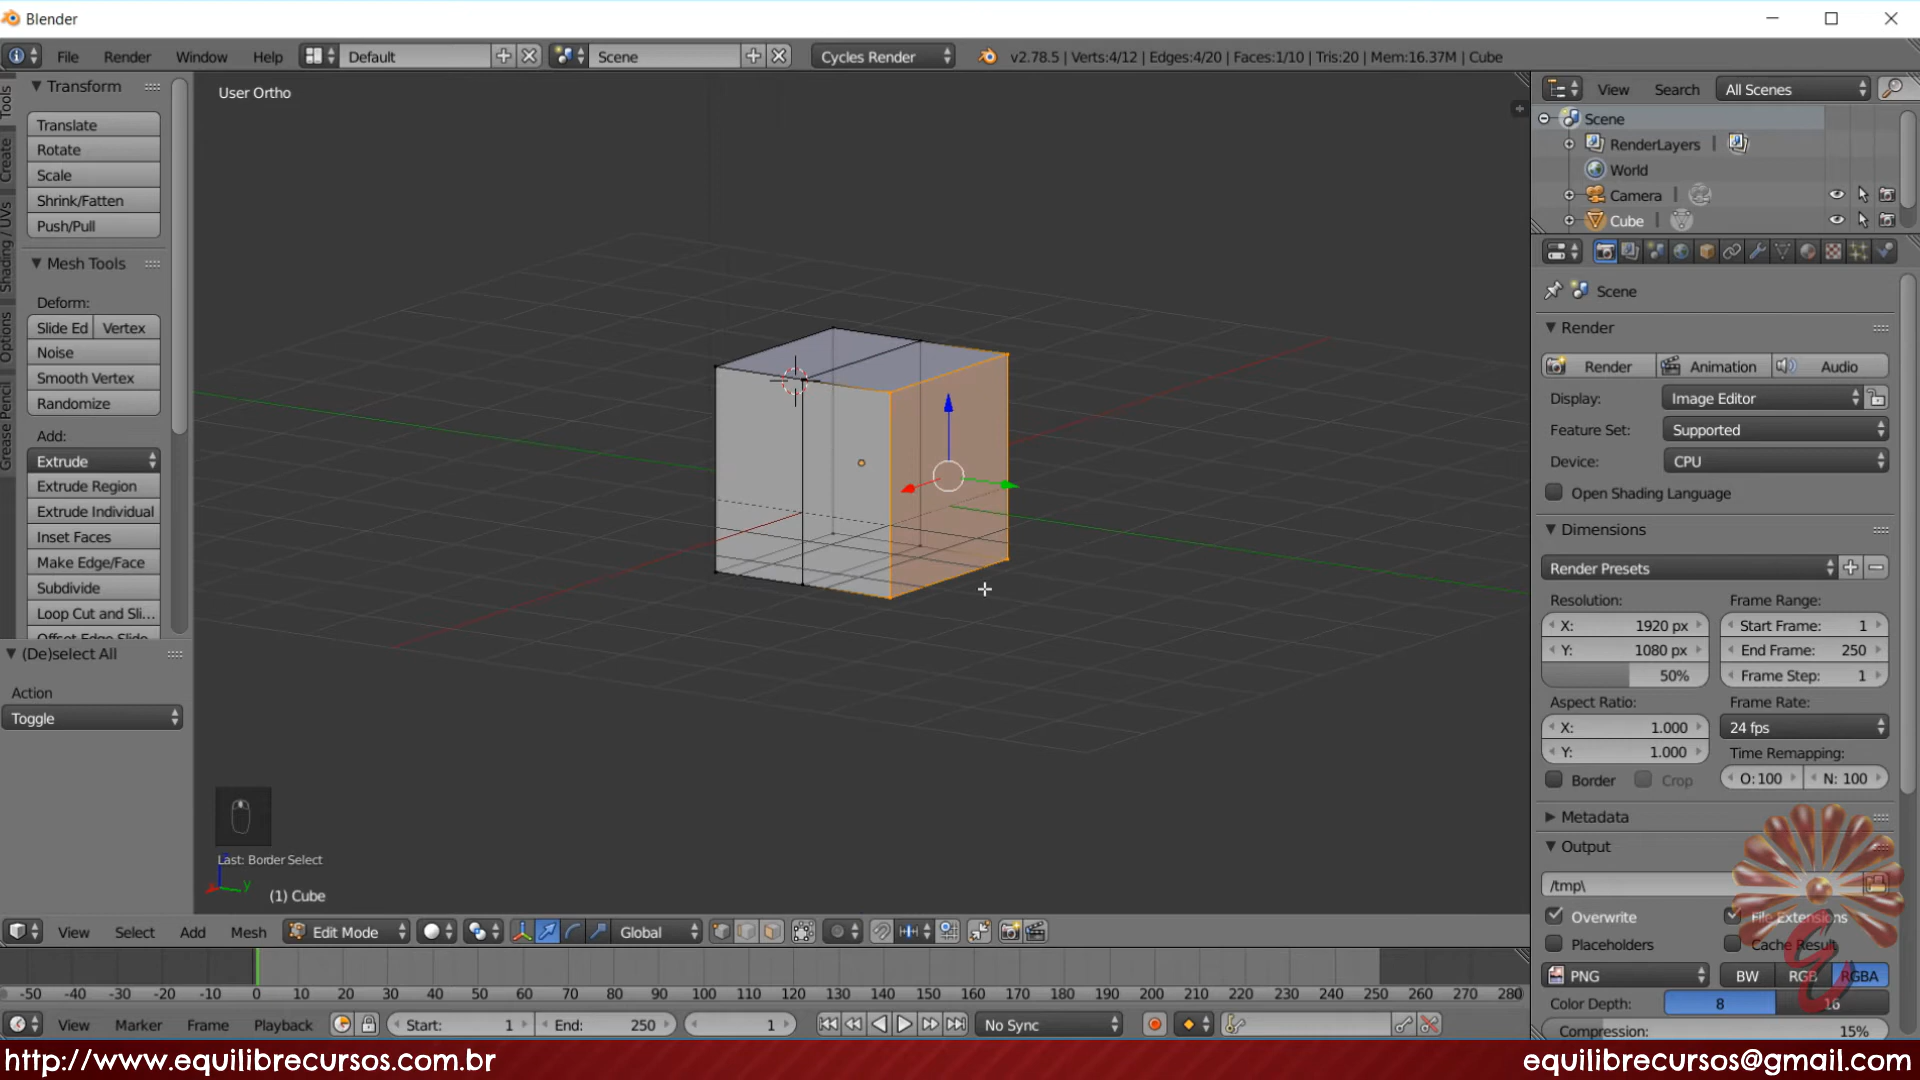 Blender
File Render Window Help Default Scene Cycles Render v2.78.5 | Verts:4/12 | Edges:4/20 | Faces:1/10 | Tris:20 | Mem:16.37M | Cube
Tools
Create
Shading / UVs
Options
Grease Pencil
Transform
Translate
Rotate
Scale
Shrink/Fatten
Push/Pull
Mesh Tools
Deform:
Slide Ed Vertex
Noise
Smooth Vertex
Randomize
Add:
Extrude
Extrude Region
Extrude Individual
Inset Faces
Make Edge/Face
Subdivide
Loop Cut and Sli...
Offset Edge Slide
(De)select All
Action
Toggle
User Ortho
Last: Border Select
y
(1) Cube
View Search All Scenes
Scene
RenderLayers
World
Camera
Cube
Scene
Render
Render Animation Audio
Display: Image Editor
Feature Set: Supported
Device: CPU
Open Shading Language
Dimensions
Render Presets
Resolution: Frame Range:
X: 1920 px Start Frame: 1
Y: 1080 px End Frame: 250
50% Frame Step: 1
Aspect Ratio: Frame Rate:
X: 1.000 24 fps
Y: 1.000 Time Remapping:
Border Crop O:100 N: 100
Metadata
Output
/tmp\
Overwrite File Extensions
Placeholders Cache Result
PNG BW RGB RGBA
Color Depth: 8 16
Compression: 15%
View Select Add Mesh Edit Mode Global
-50 -40 -30 -20 -10 0 10 20 30 40 50 60 70 80 90 100 110 120 130 140 150 160 170 180 190 200 210 220 230 240 250 260 270 280
View Marker Frame Playback Start: 1 End: 250 1 No Sync
http://www.equilibrecursos.com.br equilibrecursos@gmail.com